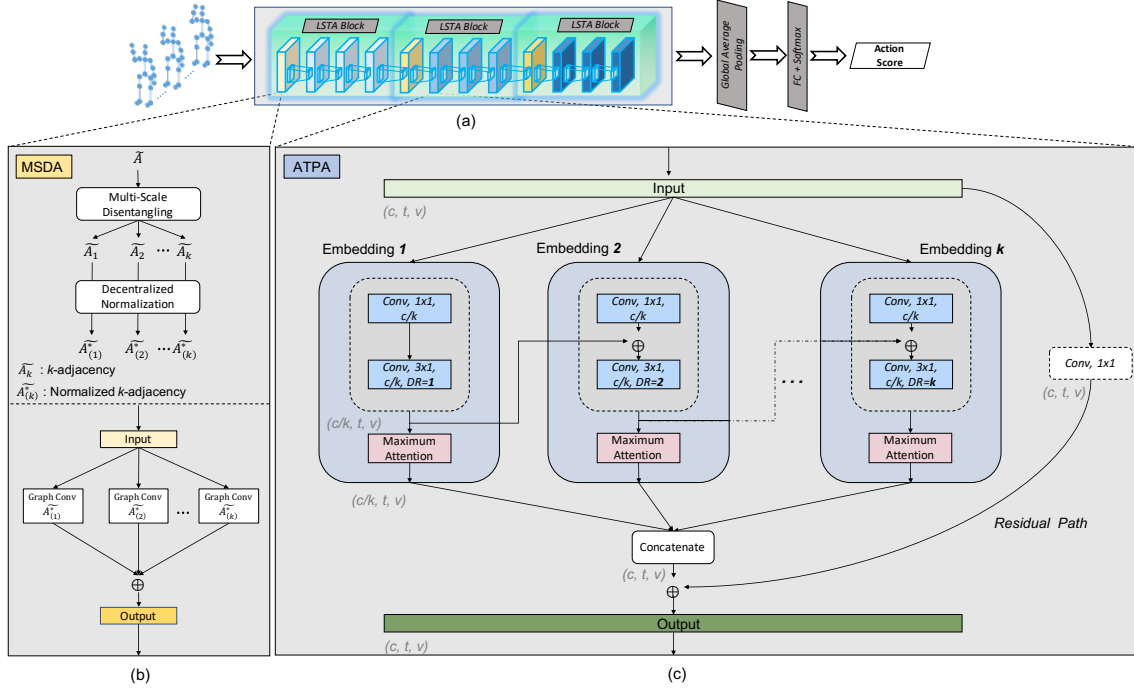 LSTA Block
LSTA Block
LSTA Block
Global Average
Pooling
FC + Softmax
Action
Score
(a)
MSDA
Ã
Multi-Scale
Disentangling
Ã₁ Ã₂ ··· Ãₖ
Decentralized
Normalization
Ã*₍₁₎ Ã*₍₂₎ ··· Ã*₍ₖ₎
Ãₖ : k-adjacency
Ã*₍ₖ₎ : Normalized k-adjacency
Input
Graph Conv
Ã*₍₁₎
Graph Conv
Ã*₍₂₎
...
Graph Conv
Ã*₍ₖ₎
⊕
Output
(b)
ATPA
Input
(c, t, v)
Embedding 1
Conv, 1x1,
c/k
Conv, 3x1,
c/k, DR=1
(c/k, t, v)
Maximum
Attention
(c/k, t, v)
Embedding 2
Conv, 1x1,
c/k
⊕
Conv, 3x1,
c/k, DR=2
Maximum
Attention
...
Embedding k
Conv, 1x1,
c/k
⊕
Conv, 3x1,
c/k, DR=k
Maximum
Attention
Conv, 1x1
(c, t, v)
Residual Path
Concatenate
(c, t, v)
⊕
Output
(c, t, v)
(c)